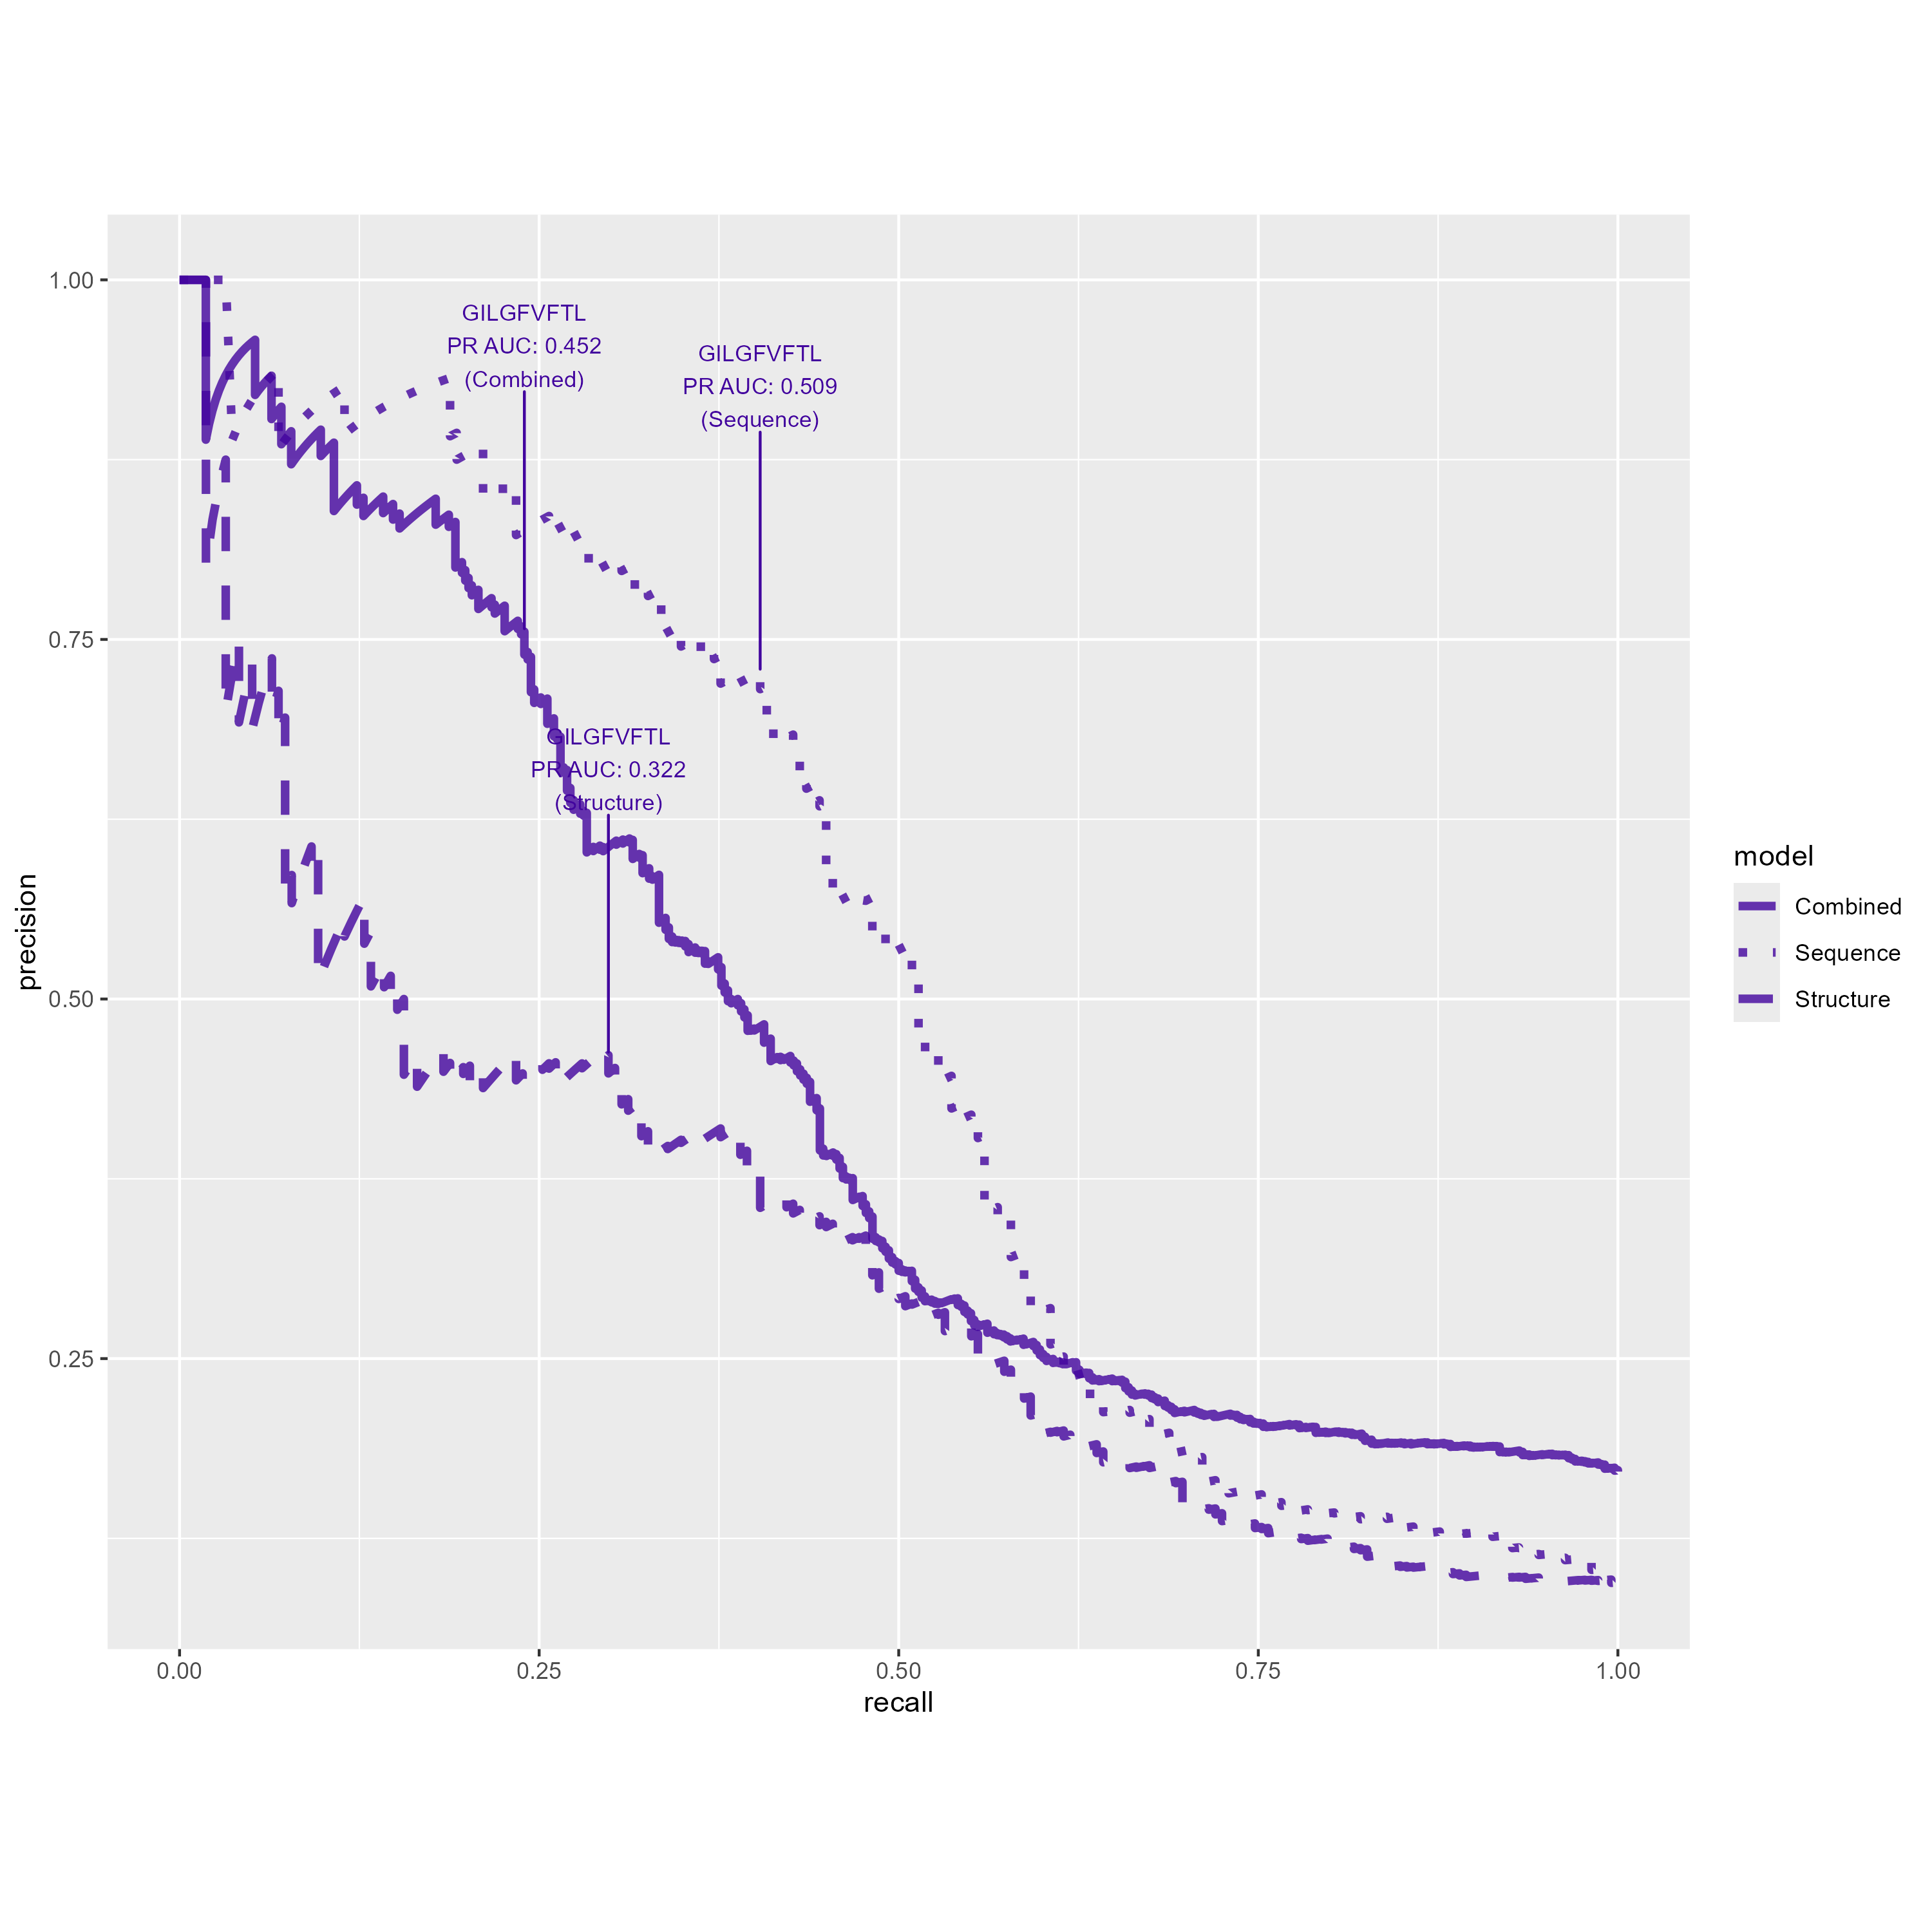 GILGFVFTL
PR AUC: 0.452
(Combined)
GILGFVFTL
PR AUC: 0.509
(Sequence)
GILGFVFTL
PR AUC: 0.322
(Structure)
1.00
0.75
0.50
0.25
precision
0.00
0.25
0.50
0.75
1.00
recall
model
Combined
Sequence
Structure